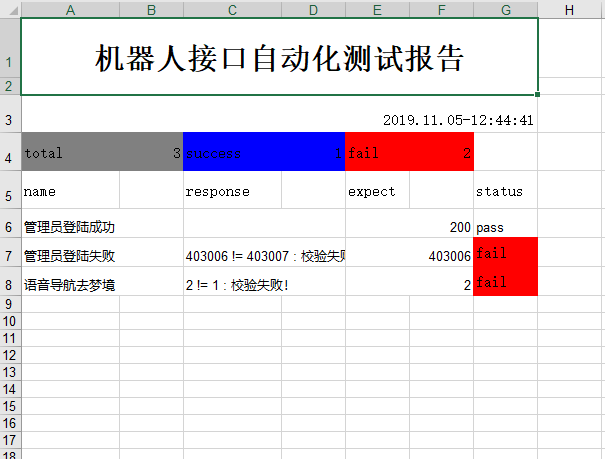 A B C D E F G H
1 机器人接口自动化测试报告
2
3 2019.11.05-12:44:41
4 total 3 success 1 fail 2
5 name response expect status
6 管理员登陆成功 200 pass
7 管理员登陆失败 403006 != 403007 : 校验失败 403006 fail
8 语音导航去梦境 2 != 1 : 校验失败! 2 fail
9
10
11
12
13
14
15
16
17
18